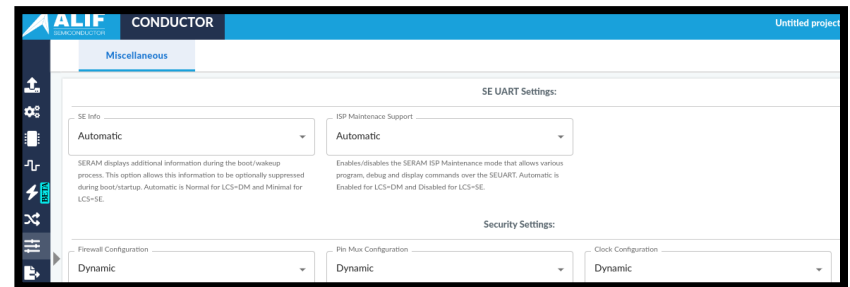 ALIF
SEMICONDUCTOR
CONDUCTOR
Untitled project
Miscellaneous
SE UART Settings:
SE Info
Automatic
SERAM displays additional information during the boot/wakeup
process. This option allows this information to be optionally suppressed
during boot/startup. Automatic is Normal for LCS=DM and Minimal for
LCS=SE.
ISP Maintenace Support
Automatic
Enables/disables the SERAM ISP Maintenance mode that allows various
program, debug and display commands over the SEUART. Automatic is
Enabled for LCS=DM and Disabled for LCS=SE.
BETA
Security Settings:
Firewall Configuration
Dynamic
Pin Mux Configuration
Dynamic
Clock Configuration
Dynamic